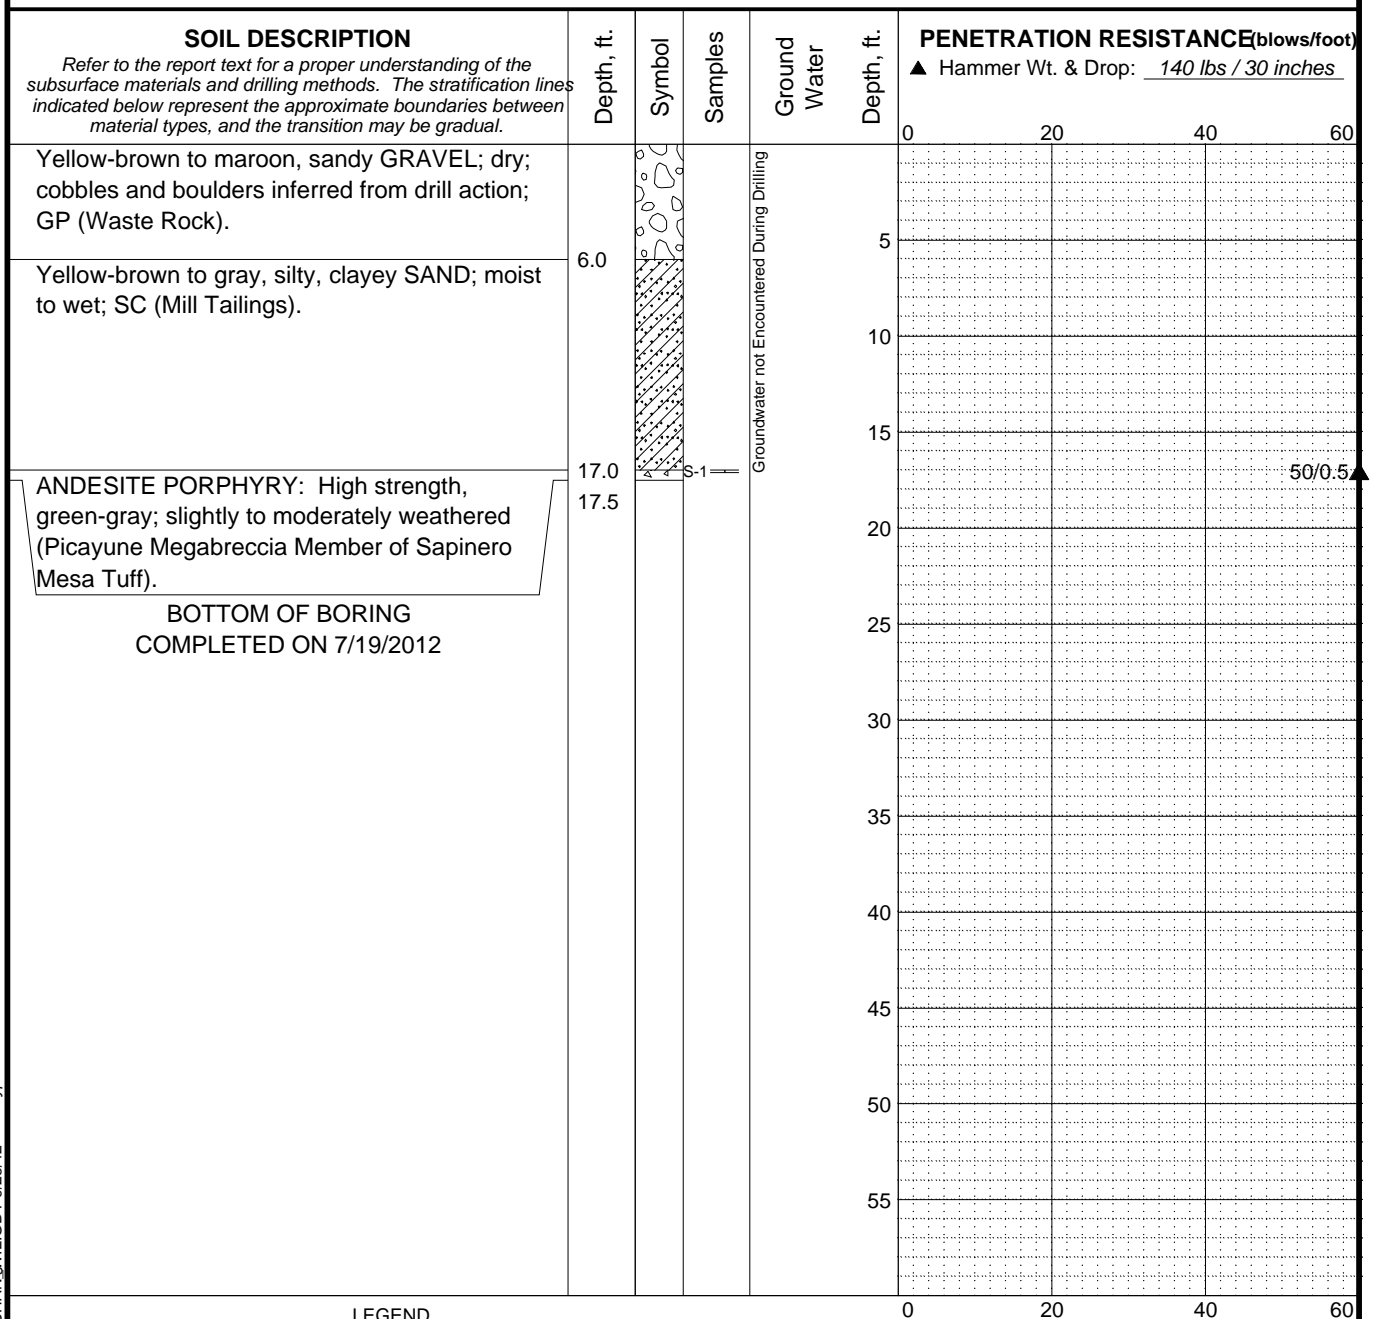 SOIL DESCRIPTION
Refer to the report text for a proper understanding of the
subsurface materials and drilling methods. The stratification lines
indicated below represent the approximate boundaries between
material types, and the transition may be gradual.
Depth, ft.
Symbol
Samples
Ground
Water
Depth, ft.
PENETRATION RESISTANCE(blows/foot)
▲ Hammer Wt. & Drop: 140 lbs / 30 inches
0 20 40 60
Yellow-brown to maroon, sandy GRAVEL; dry;
cobbles and boulders inferred from drill action;
GP (Waste Rock).
6.0
Yellow-brown to gray, silty, clayey SAND; moist
to wet; SC (Mill Tailings).
17.0
S-1
ANDESITE PORPHYRY: High strength,
green-gray; slightly to moderately weathered
(Picayune Megabreccia Member of Sapinero
Mesa Tuff).
17.5
BOTTOM OF BORING
COMPLETED ON 7/19/2012
Groundwater not Encountered During Drilling
5
10
15
50/0.5
20
25
30
35
40
45
50
55
0 20 40 60
LEGEND